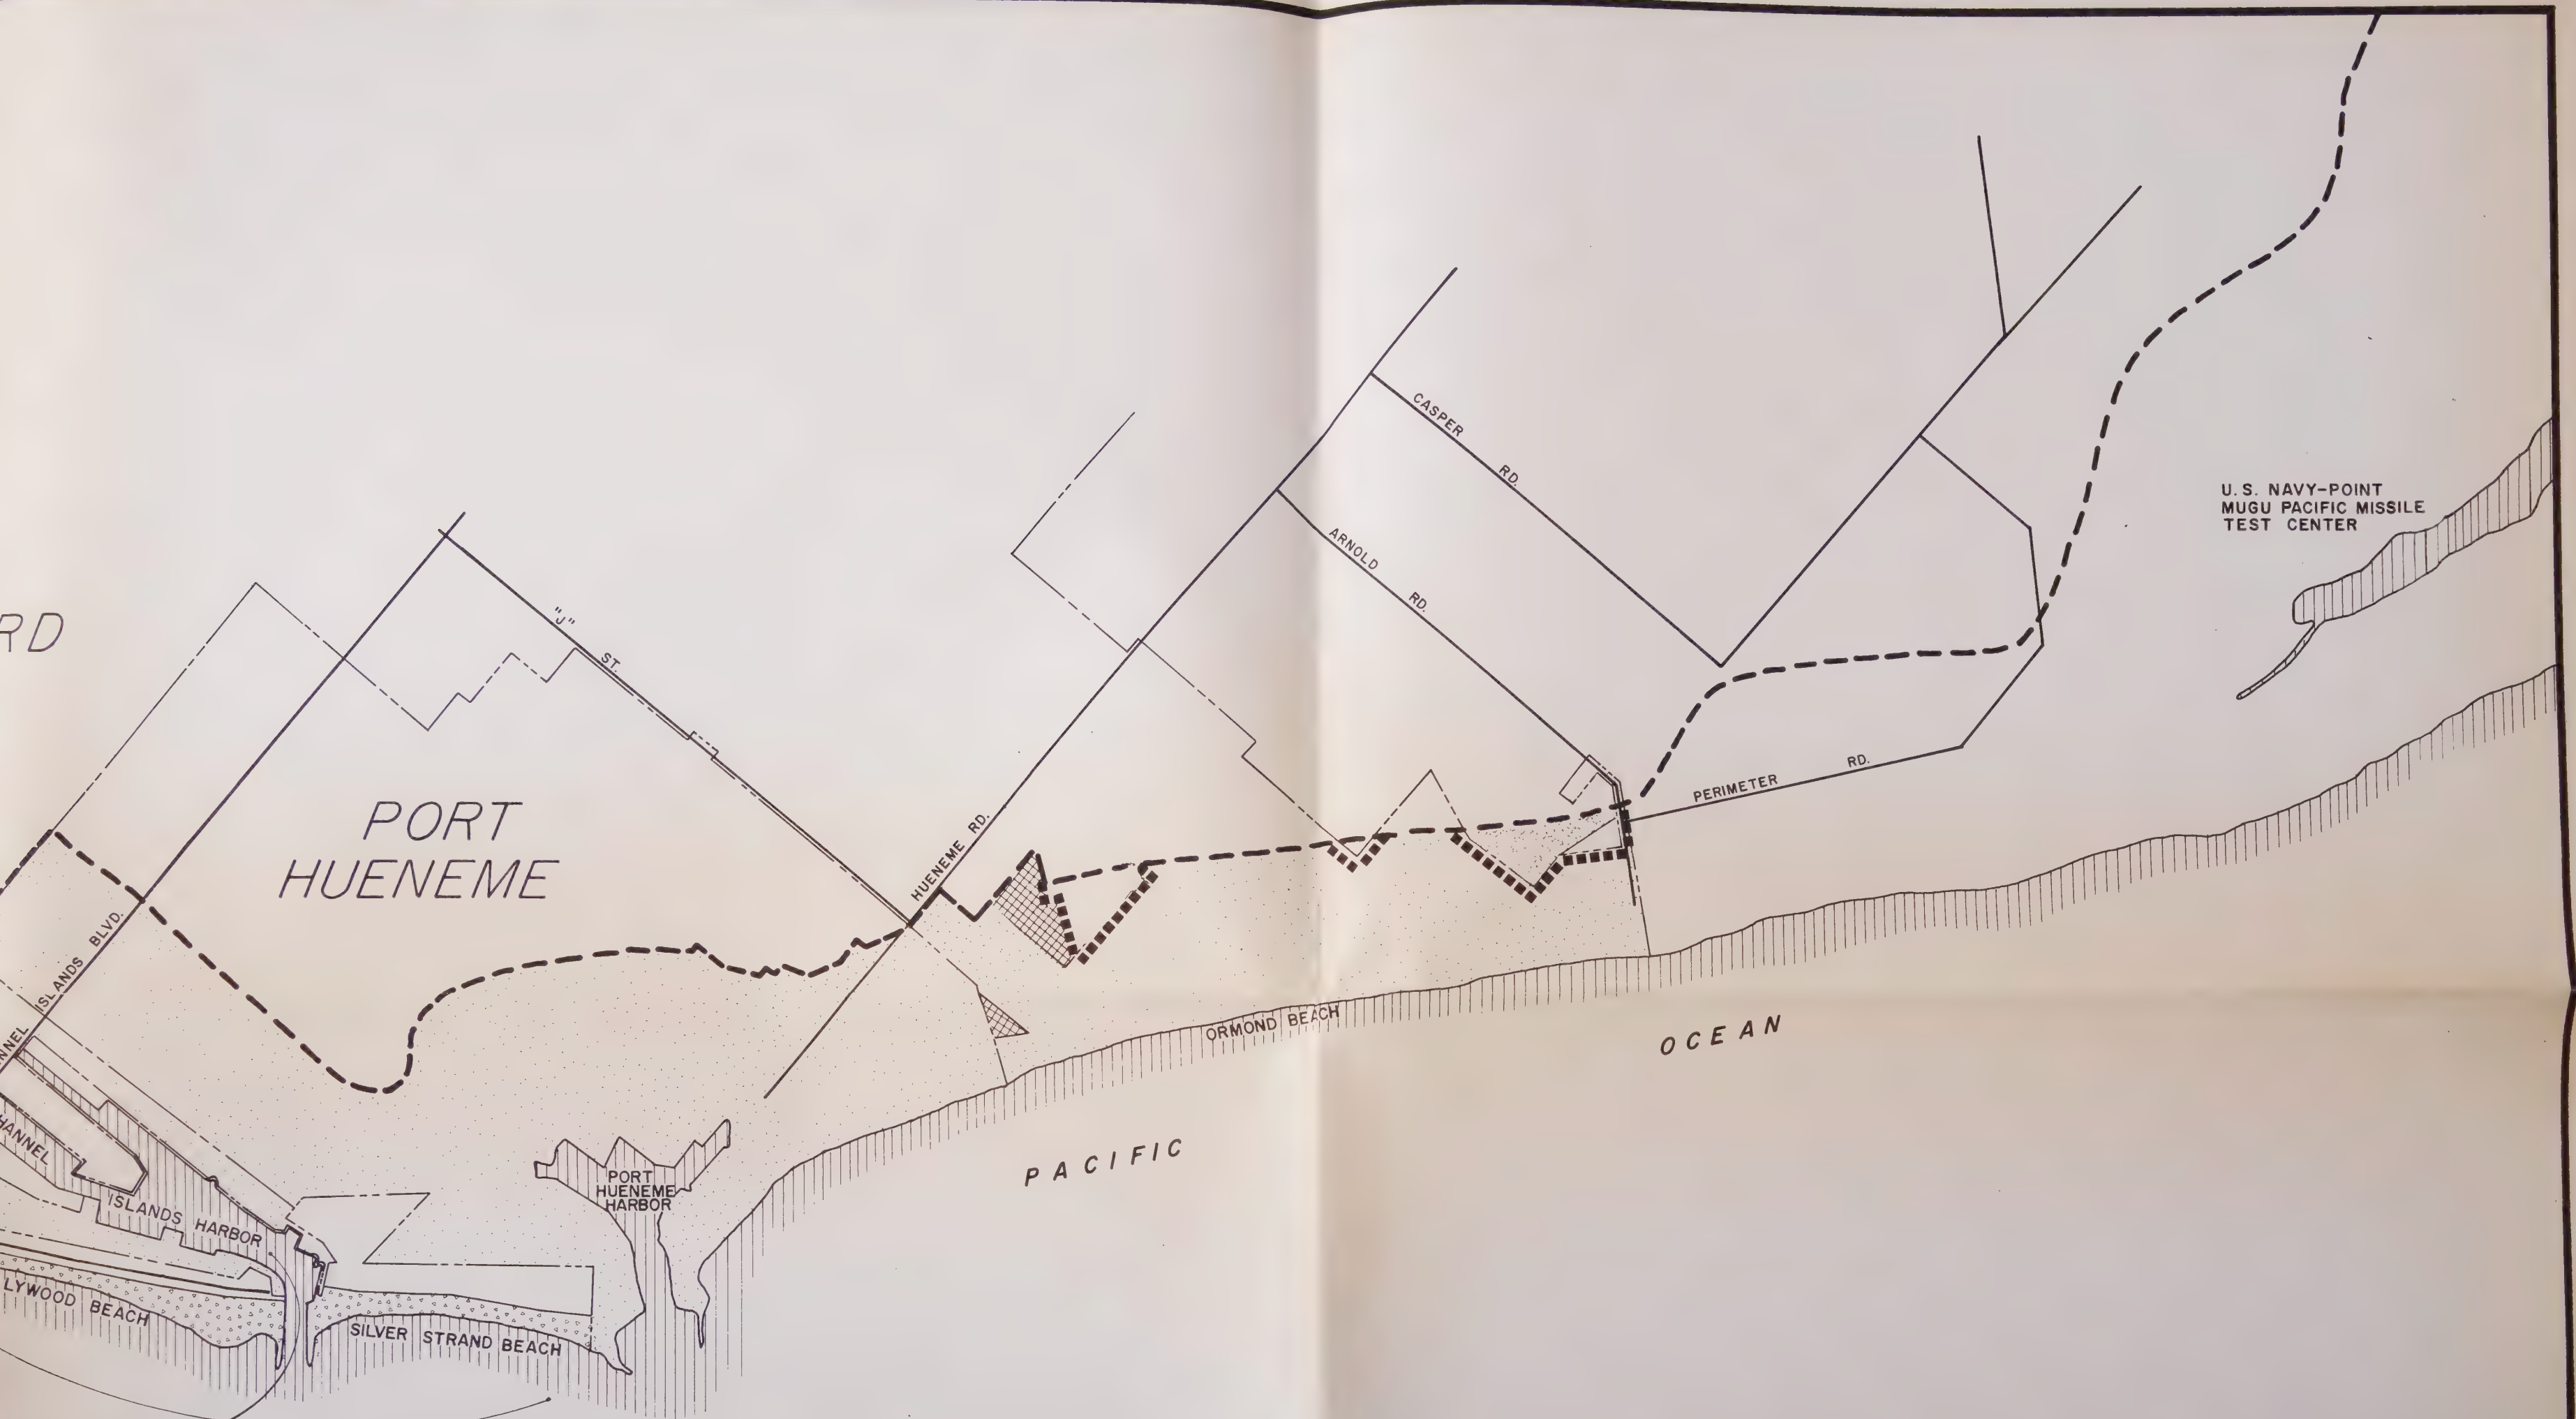 CASPER RD.
U. S. NAVY-POINT
MUGU PACIFIC MISSILE
TEST CENTER
ARNOLD RD.
"J" ST.
RD
PORT
HUENEME
PERIMETER RD.
HUENEME RD.
ISLANDS BLVD.
ORMOND BEACH
PACIFIC
OCEAN
PORT
HUENEME
HARBOR
NNEL
HANNEL
ISLANDS HARBOR
LYWOOD BEACH
SILVER STRAND BEACH